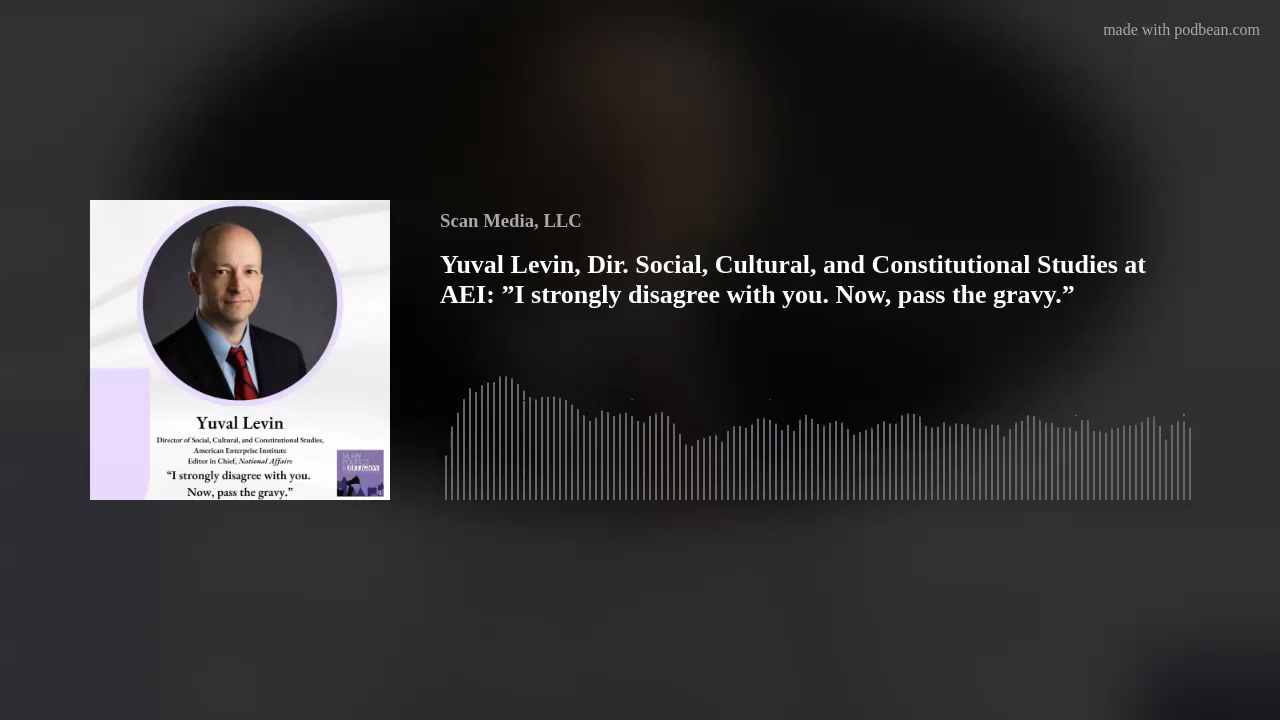 made with podbean.com
Scan Media, LLC
Yuval Levin, Dir. Social, Cultural, and Constitutional Studies at
AEI: ”I strongly disagree with you. Now, pass the gravy.”
Yuval Levin
Director of Social, Cultural, and Constitutional Studies,
American Enterprise Institute
Editor in Chief, National Affairs
“I strongly disagree with you.
Now, pass the gravy.”
POLITICS
RELIGION